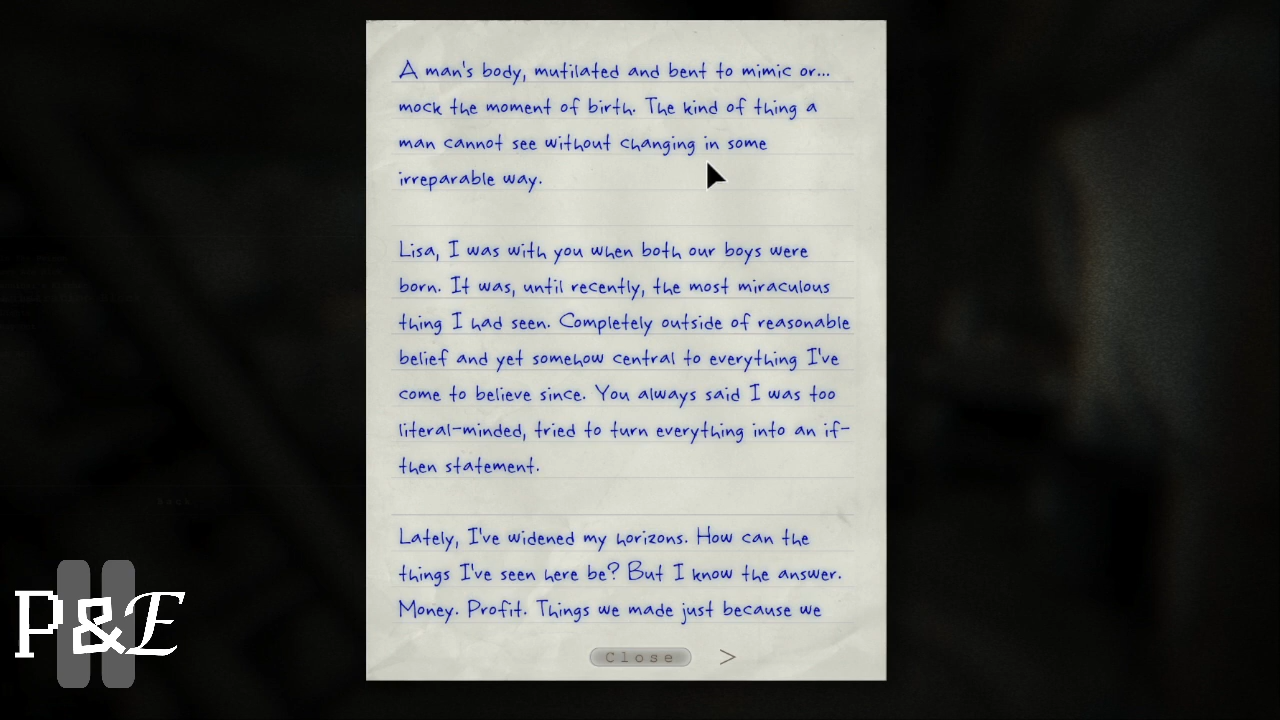 A man's body, mutilated and bent to mimic or...
mock the moment of birth. The kind of thing a
man cannot see without changing in some
irreparable way.
Lisa, I was with you when both our boys were
born. It was, until recently, the most miraculous
thing I had seen. Completely outside of reasonable
belief and yet somehow central to everything I've
come to believe since. You always said I was too
literal-minded, tried to turn everything into an if-
then statement.
Lately, I've widened my horizons. How can the
things I've seen here be? But I know the answer.
Money. Profit. Things we made just because we
Close >
P&E